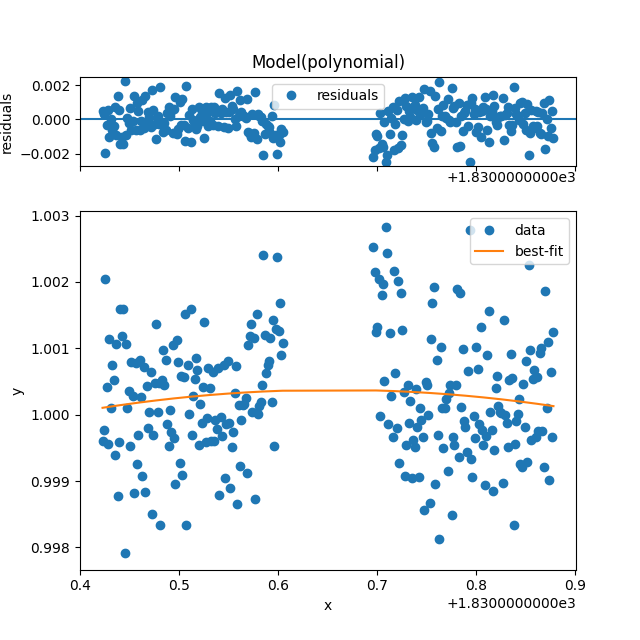 Model(polynomial)
residuals
0.002
0.000
−0.002
residuals
+1.8300000000e3
1.003
1.002
1.001
1.000
0.999
0.998
y
data
best-fit
0.4 0.5 0.6 0.7 0.8 0.9
x
+1.8300000000e3